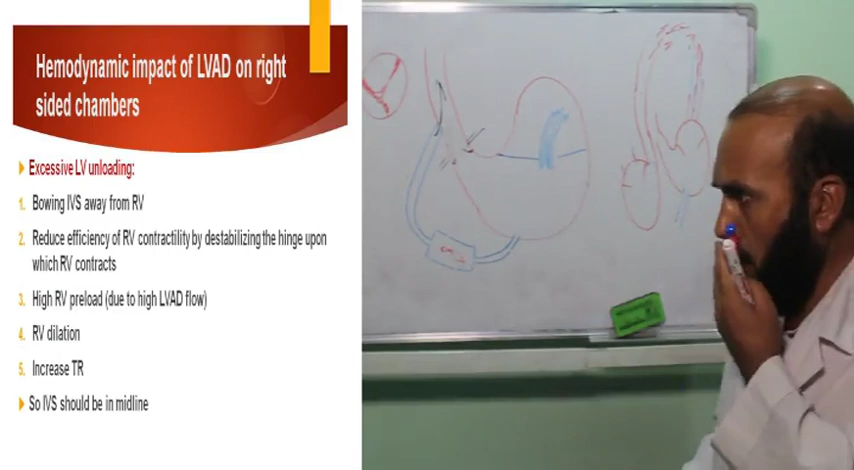 Hemodynamic impact of LVAD on right
sided chambers
Excessive LV unloading:
1. Bowing IVS away from RV
2. Reduce efficiency of RV contractility by destabilizing the hinge upon
which RV contracts
3. High RV preload (due to high LVAD flow)
4. RV dilation
5. Increase TR
So IVS should be in midline